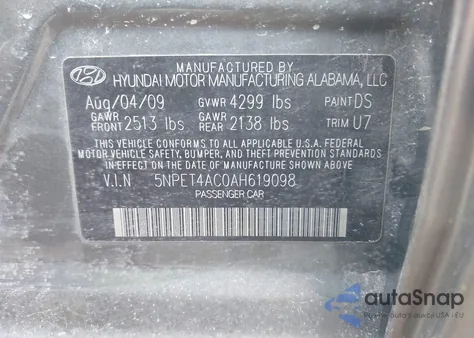 MANUFACTURED BY
HYUNDAI MOTOR MANUFACTURING ALABAMA, LLC
Aug/04/09 GVWR 4299 lbs PAINT DS
GAWR FRONT 2513 lbs GAWR REAR 2138 lbs TRIM U7
THIS VEHICLE CONFORMS TO ALL APPLICABLE U.S.A. FEDERAL
MOTOR VEHICLE SAFETY, BUMPER, AND THEFT PREVENTION STANDARDS
IN EFFECT ON THE DATE OF MANUFACTURE SHOWN ABOVE.
V.I.N 5NPET4AC0AH619098
PASSENGER CAR
autoSnap
USA - EU